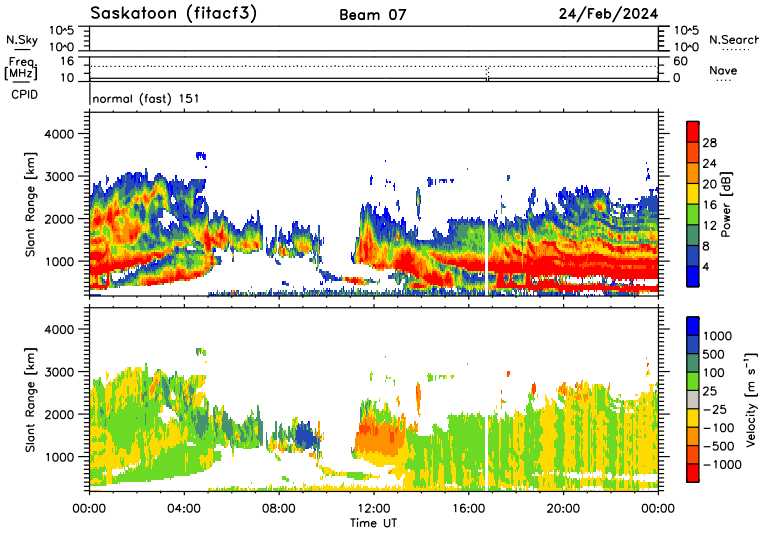 Saskatoon (fitacf3) Beam 07 24/Feb/2024
N.Sky 10^5 10^5 N.Search
10^0 10^0
Freq. [MHz] 16 60 Nave
10 0
CPID normal (fast) 151
Slant Range [km]
4000
3000
2000
1000
28
24
20
16
12
8
4
Power [dB]
Slant Range [km]
4000
3000
2000
1000
1000
500
100
25
-25
-100
-500
-1000
Velocity [m s⁻¹]
00:00 04:00 08:00 12:00 16:00 20:00 00:00
Time UT